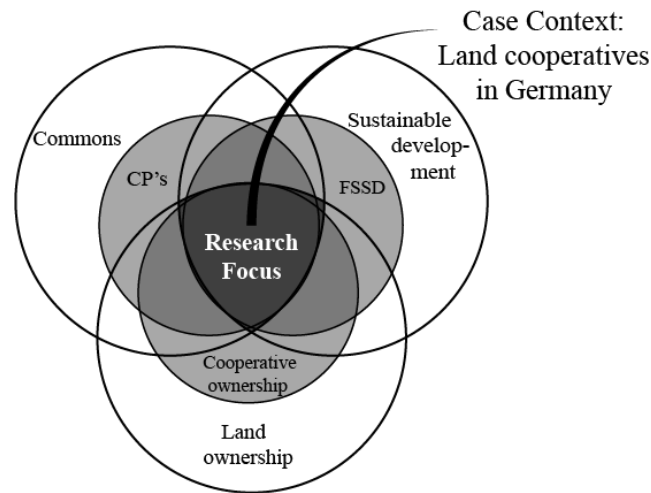 Case Context:
Land cooperatives
in Germany
Commons
Sustainable
develop-
ment
CP's
FSSD
Research
Focus
Cooperative
ownership
Land
ownership